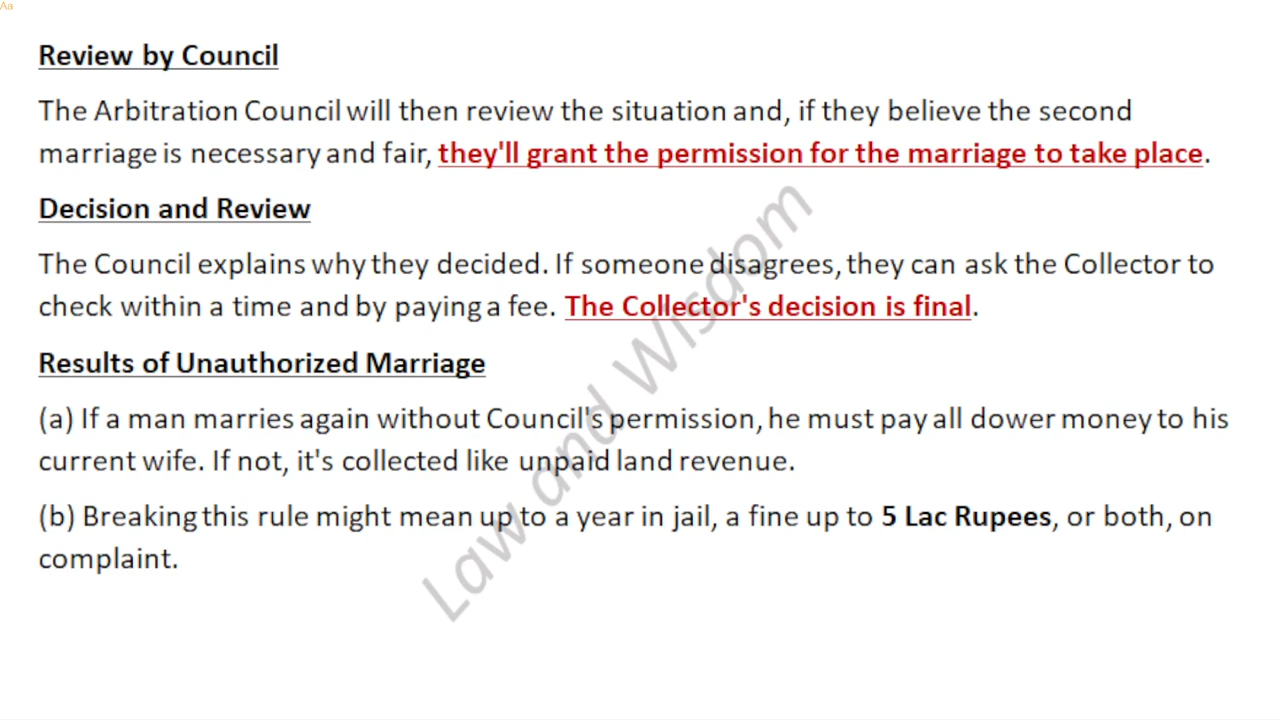 Aa
Review by Council
The Arbitration Council will then review the situation and, if they believe the second
marriage is necessary and fair, they'll grant the permission for the marriage to take place.
Decision and Review
The Council explains why they decided. If someone disagrees, they can ask the Collector to
check within a time and by paying a fee. The Collector's decision is final.
Results of Unauthorized Marriage
(a) If a man marries again without Council's permission, he must pay all dower money to his
current wife. If not, it's collected like unpaid land revenue.
(b) Breaking this rule might mean up to a year in jail, a fine up to 5 Lac Rupees, or both, on
complaint.
Law and Wisdom